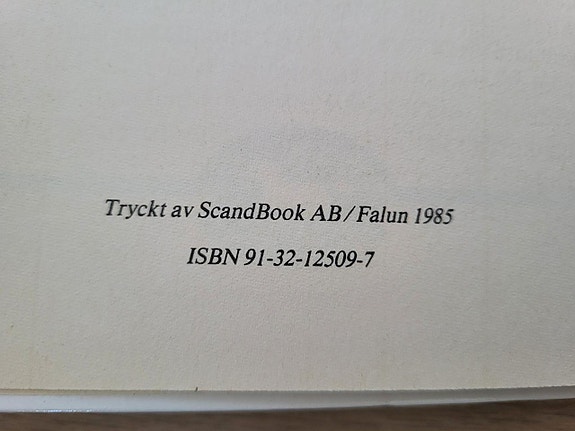 Tryckt av ScandBook AB/Falun 1985
ISBN 91-32-12509-7